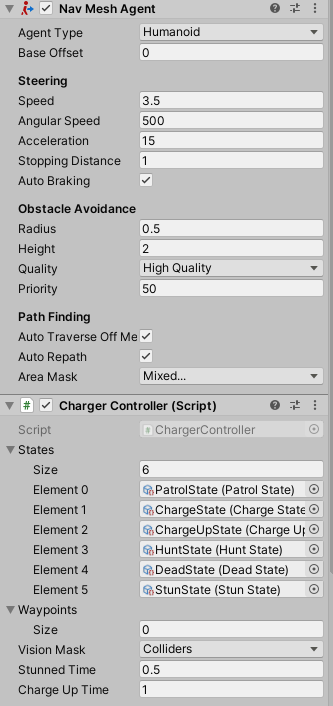 Nav Mesh Agent
Agent Type Humanoid
Base Offset 0
Steering
Speed 3.5
Angular Speed 500
Acceleration 15
Stopping Distance 1
Auto Braking
Obstacle Avoidance
Radius 0.5
Height 2
Quality High Quality
Priority 50
Path Finding
Auto Traverse Off Me
Auto Repath
Area Mask Mixed...
# Charger Controller (Script)
Script # ChargerController
States
Size 6
Element 0 PatrolState (Patrol State)
Element 1 ChargeState (Charge State
Element 2 ChargeUpState (Charge Up
Element 3 HuntState (Hunt State)
Element 4 DeadState (Dead State)
Element 5 StunState (Stun State)
Waypoints
Size 0
Vision Mask Colliders
Stunned Time 0.5
Charge Up Time 1